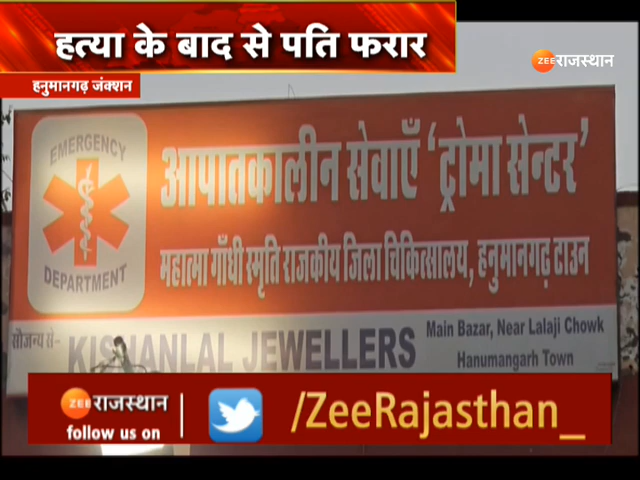 हत्या के बाद से पति फरार
ZEE राजस्थान
हनुमानगढ़ जंक्शन
EMERGENCY
DEPARTMENT
आपातकालीन सेवाएँ 'ट्रोमा सेन्टर'
महात्मा गाँधी स्मृति राजकीय जिला चिकित्सालय, हनुमानगढ़ टाउन
सौजन्य से-
KISHANLAL JEWELLERS
Main Bazar, Near Lalaji Chowk
Hanumangarh Town
ZEE राजस्थान
follow us on
/ZeeRajasthan_